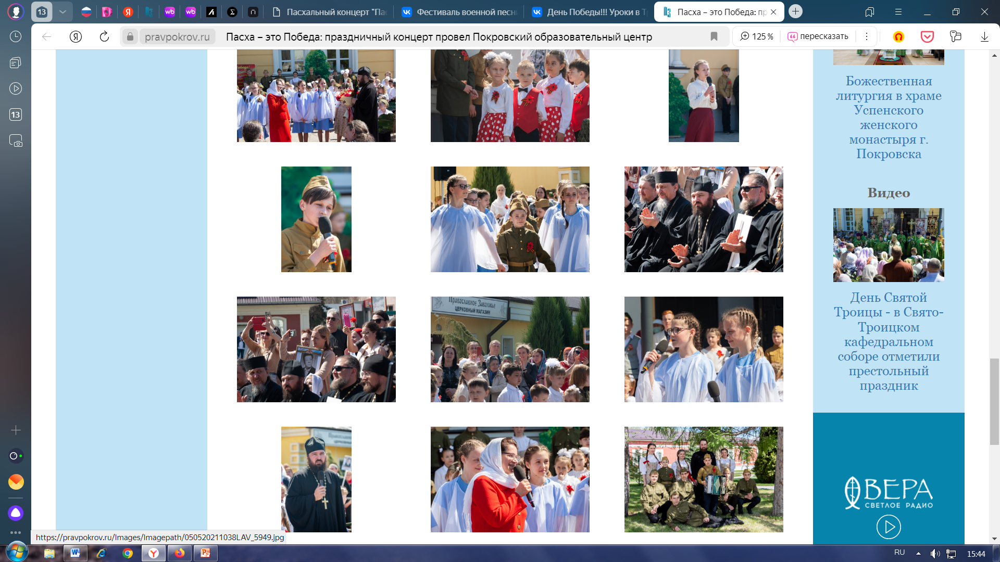 13
Пасхальный концерт "Пас
Фестиваль военной песн
День Победы!!! Уроки в Т
Пасха – это Победа: пр
pravpokrov.ru
Пасха – это Победа: праздничный концерт провел Покровский образовательный центр
125 %
пересказать
13
Божественная
литургия в храме
Успенского
женского
монастыря г.
Покровска
Видео
Православное Заволжье
ЦЕРКОВНЫЙ МАГАЗИН
День Святой
Троицы - в Свято-
Троицком
кафедральном
соборе отметили
престольный
праздник
ВЕРА
СВЕТЛОЕ РАДИО
https://pravpokrov.ru/Images/Imagepath/050520211038LAV_5949.jpg
RU
15:44